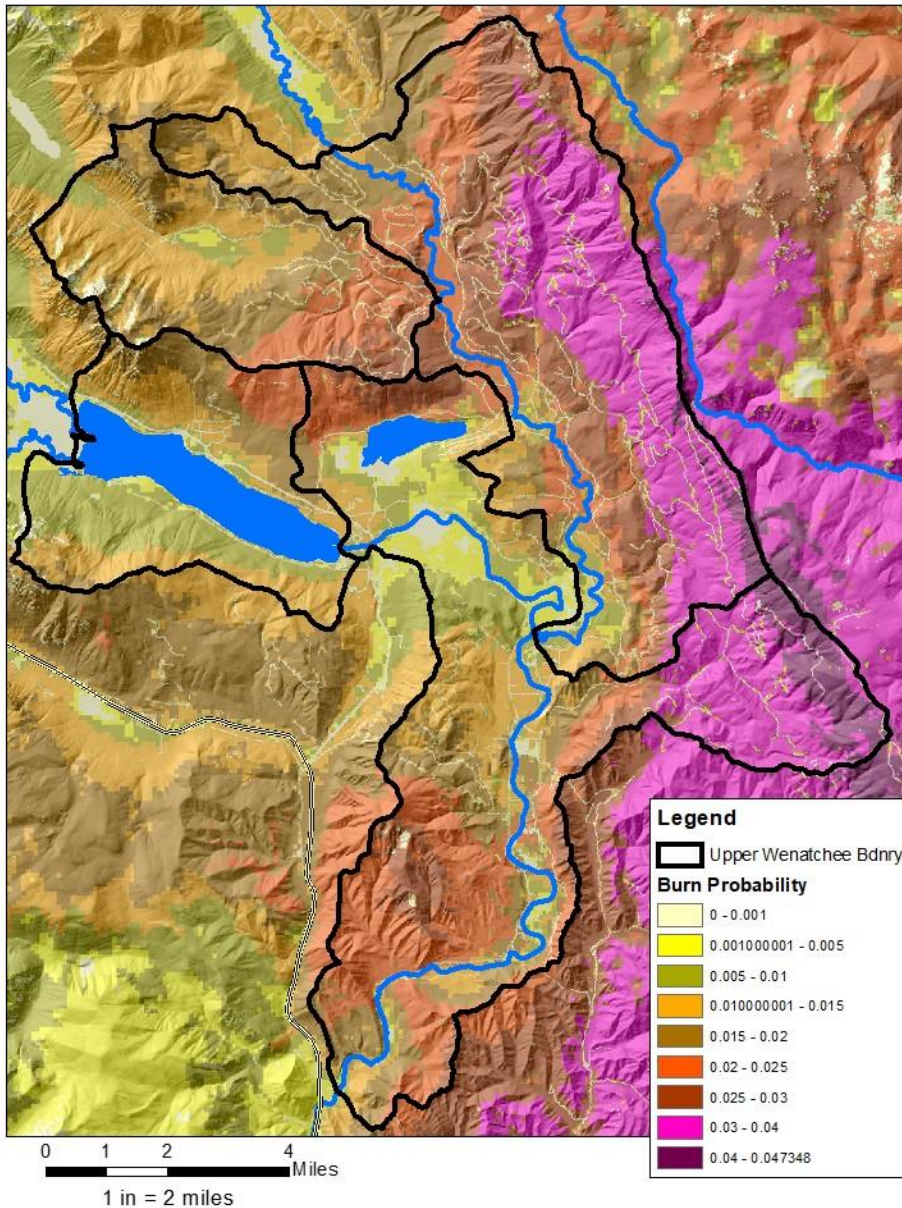 Legend
Upper Wenatchee Bdnry
Burn Probability
0 - 0.001
0.001000001 - 0.005
0.005 - 0.01
0.010000001 - 0.015
0.015 - 0.02
0.02 - 0.025
0.025 - 0.03
0.03 - 0.04
0.04 - 0.047348
0 1 2 4
Miles
1 in = 2 miles